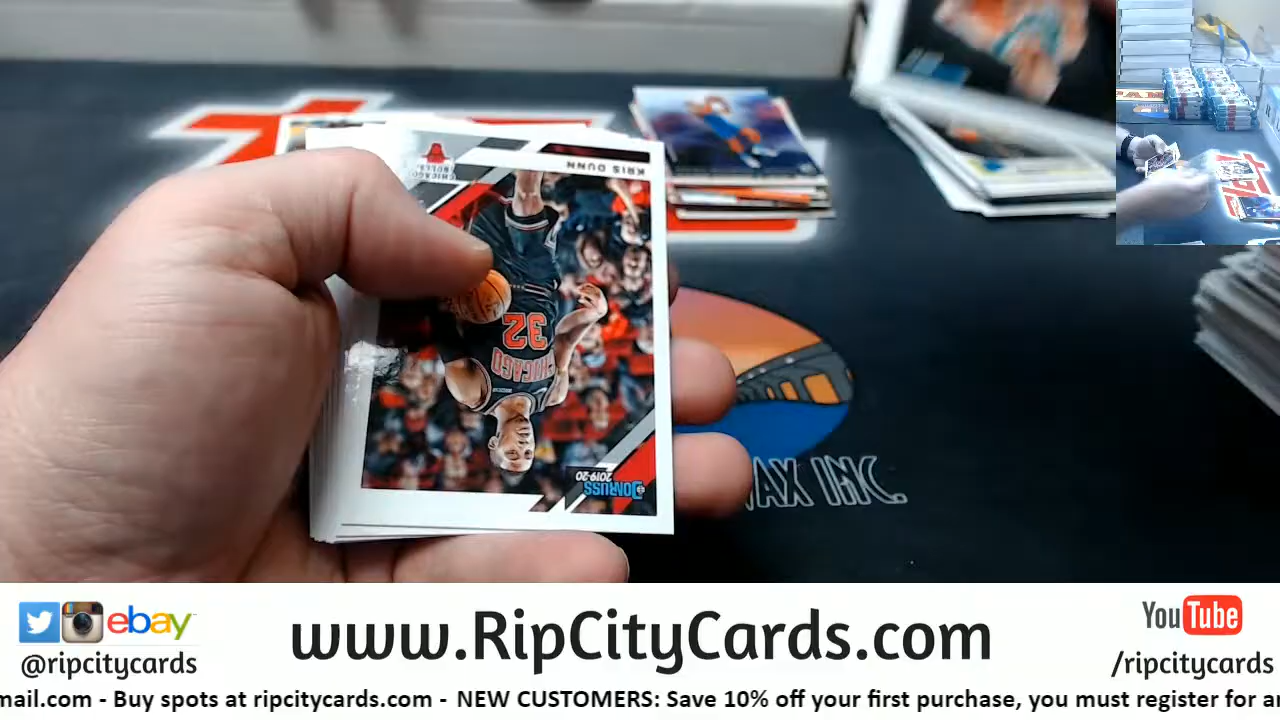 KRIS DUNN
CHICAGO
BULLS
32
CHICAGO
DONRUSS
2019-20
WAX INC.
ebay
@ripcitycards
www.RipCityCards.com
You Tube
/ripcitycards
mail.com - Buy spots at ripcitycards.com - NEW CUSTOMERS: Save 10% off your first purchase, you must register for